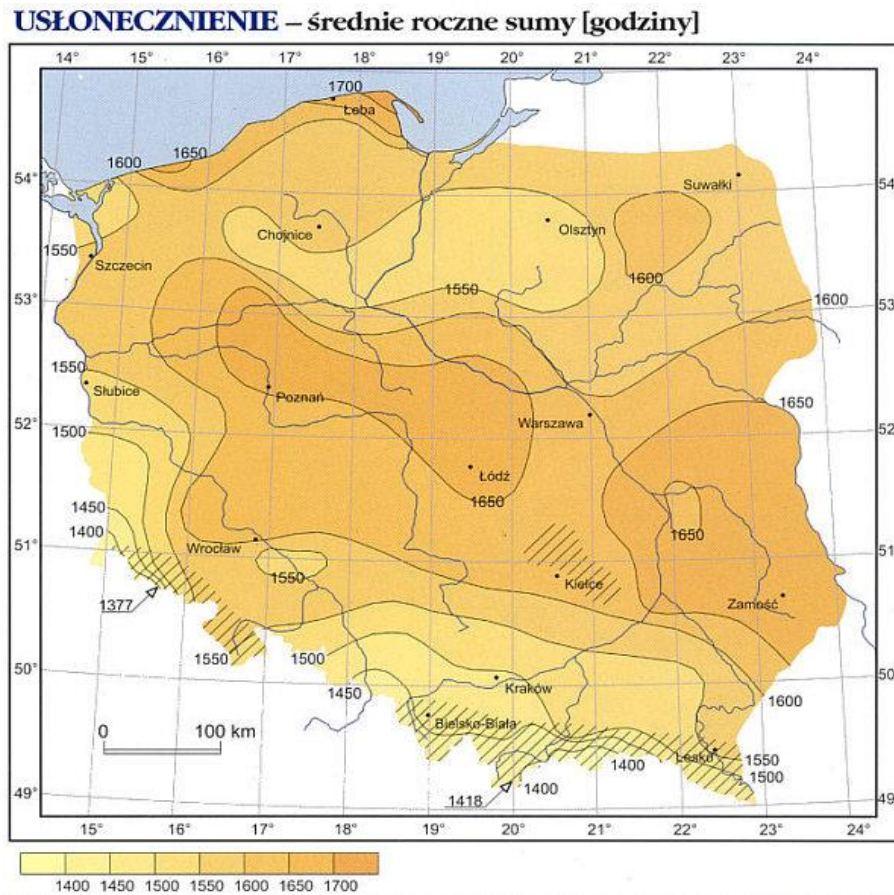 USŁONECZNIENIE – średnie roczne sumy [godziny]
14° 15° 16° 17° 18° 19° 20° 21° 22° 23° 24°
1700
Łeba
1600 1650
54° 54
Suwałki
Chojnice Olsztyn
1550
Szczecin
1550 1600
53° 1600 53
1550
Słubice Poznań 1650
52° Warszawa 52
1500
Łódź
1650
1450 1650
1400
51° Wrocław 51
1550 Kielce
1377 Zamość
1550 1500
50° 50
1450 Kraków 1600
0 100 km Bielsko-Biała
Lesko 1550
1400 1500
1418 1400
49° 49
15° 16° 17° 18° 19° 20° 21° 22° 23° 24°
1400 1450 1500 1550 1600 1650 1700